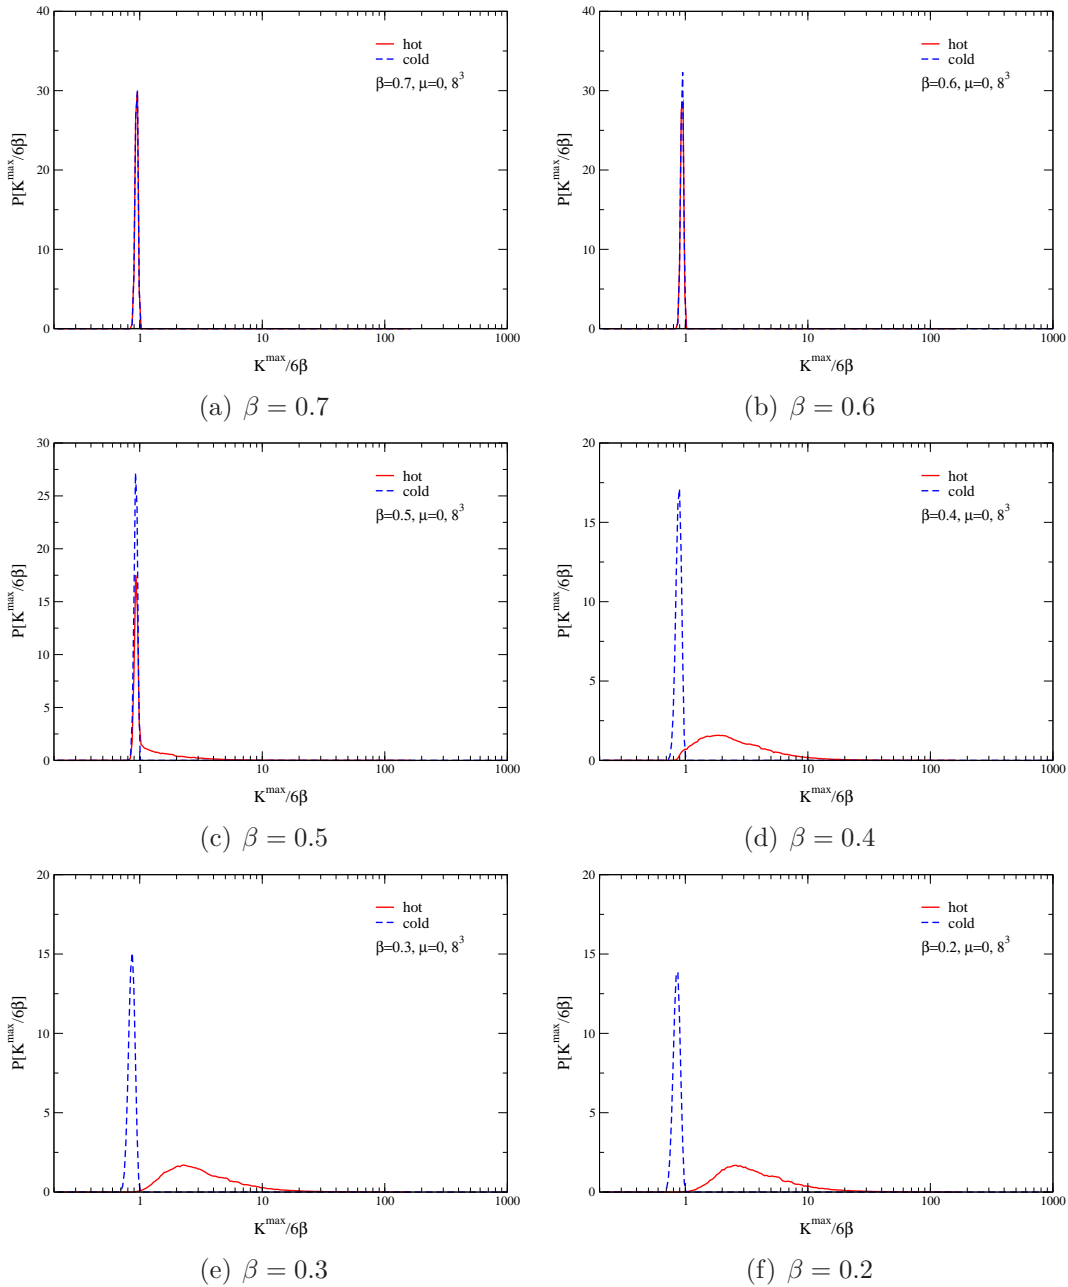 40
30
20
10
0
1
10
100
1000
P[K^max/6β]
K^max/6β
hot
cold
β=0.7, μ=0, 8^3
(a) β = 0.7
40
30
20
10
0
1
10
100
1000
P[K^max/6β]
K^max/6β
hot
cold
β=0.6, μ=0, 8^3
(b) β = 0.6
30
25
20
15
10
5
0
1
10
100
1000
P[K^max/6β]
K^max/6β
hot
cold
β=0.5, μ=0, 8^3
(c) β = 0.5
20
15
10
5
0
1
10
100
1000
P[K^max/6β]
K^max/6β
hot
cold
β=0.4, μ=0, 8^3
(d) β = 0.4
20
15
10
5
0
1
10
100
1000
P[K^max/6β]
K^max/6β
hot
cold
β=0.3, μ=0, 8^3
(e) β = 0.3
20
15
10
5
0
1
10
100
1000
P[K^max/6β]
K^max/6β
hot
cold
β=0.2, μ=0, 8^3
(f) β = 0.2